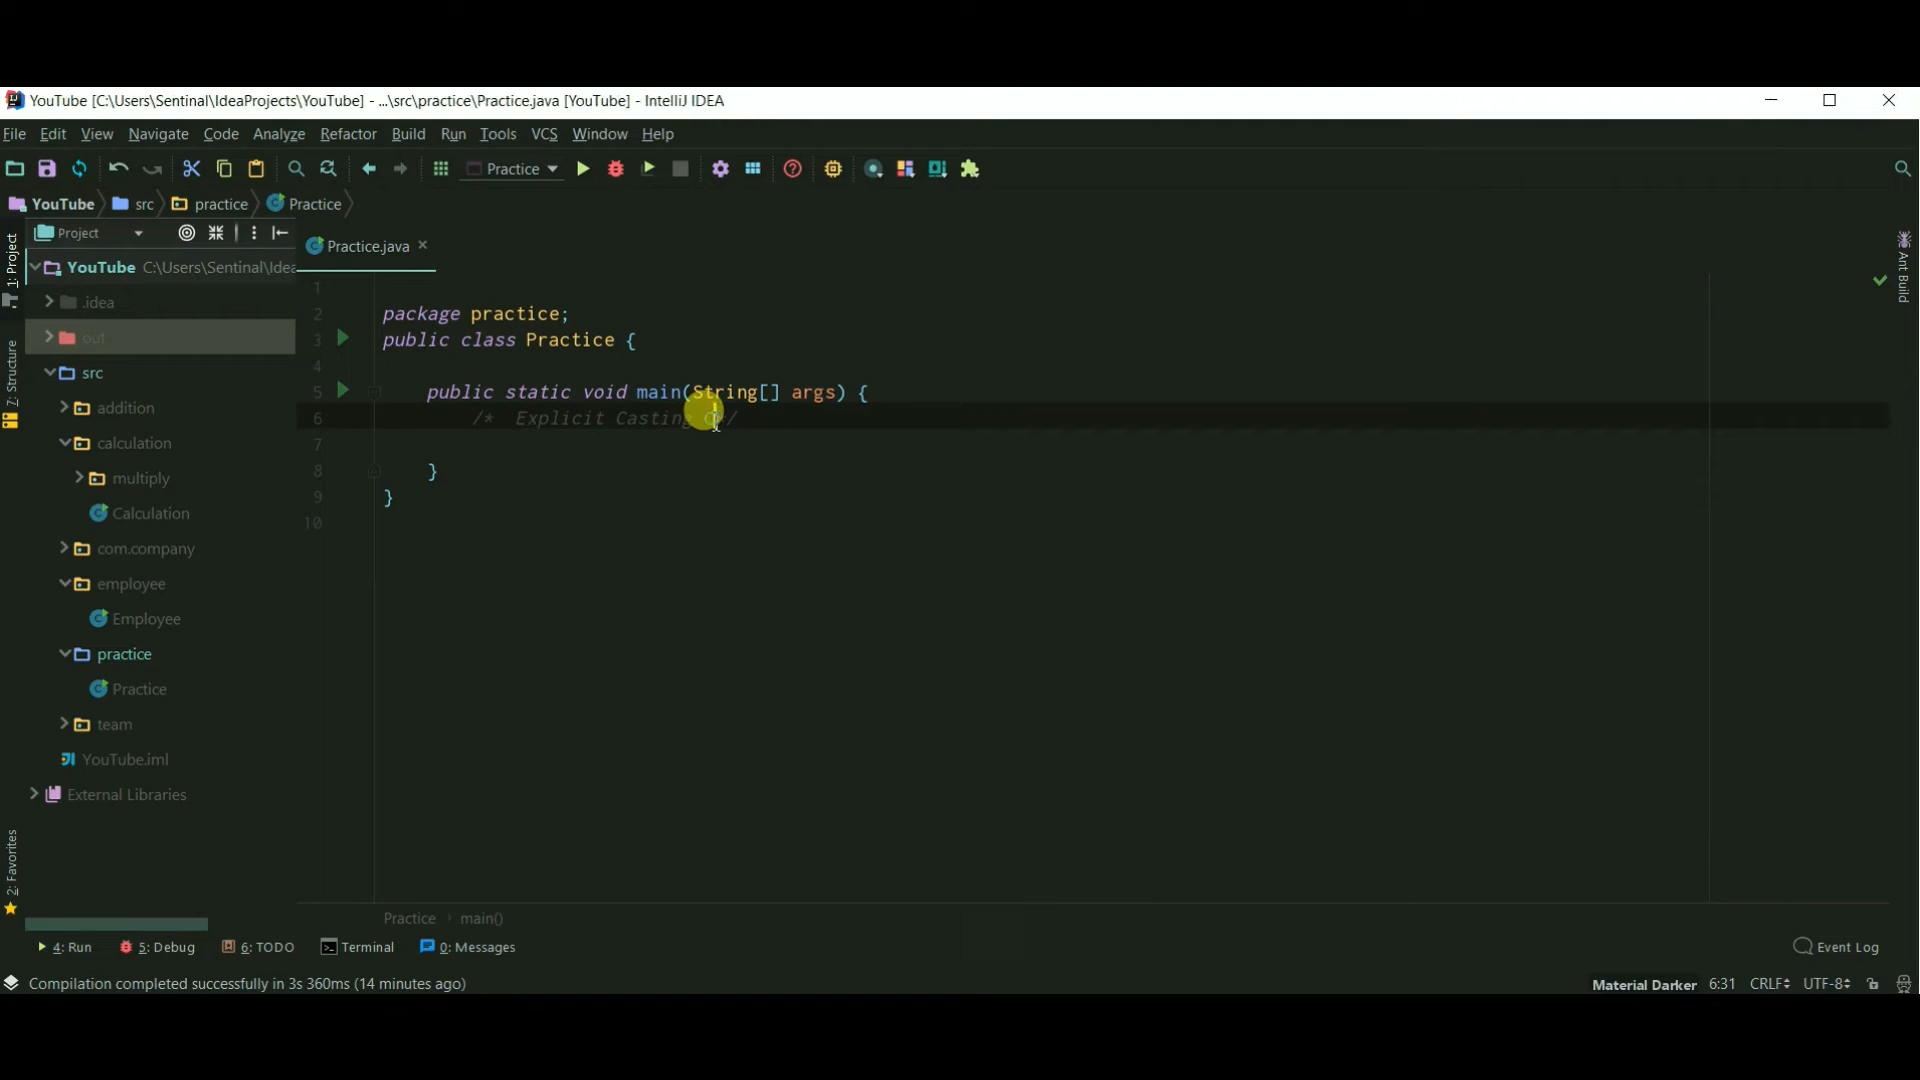 YouTube [C:\Users\Sentinal\IdeaProjects\YouTube] - ...\src\practice\Practice.java [YouTube] - IntelliJ IDEA
File Edit View Navigate Code Analyze Refactor Build Run Tools VCS Window Help
Practice
YouTube src practice Practice
1: Project
Project
Practice.java
Ant Build
YouTube C:\Users\Sentinal\Idea
.idea
out
src
addition
calculation
multiply
Calculation
com.company
employee
Employee
practice
Practice
team
YouTube.iml
External Libraries
7: Structure
2: Favorites
1
2 package practice;
3 public class Practice {
4
5 public static void main(String[] args) {
6 /* Explicit Casting */
7
8 }
9 }
10
Practice › main()
4: Run 5: Debug 6: TODO Terminal 0: Messages Event Log
Compilation completed successfully in 3s 360ms (14 minutes ago) Material Darker 6:31 CRLF UTF-8